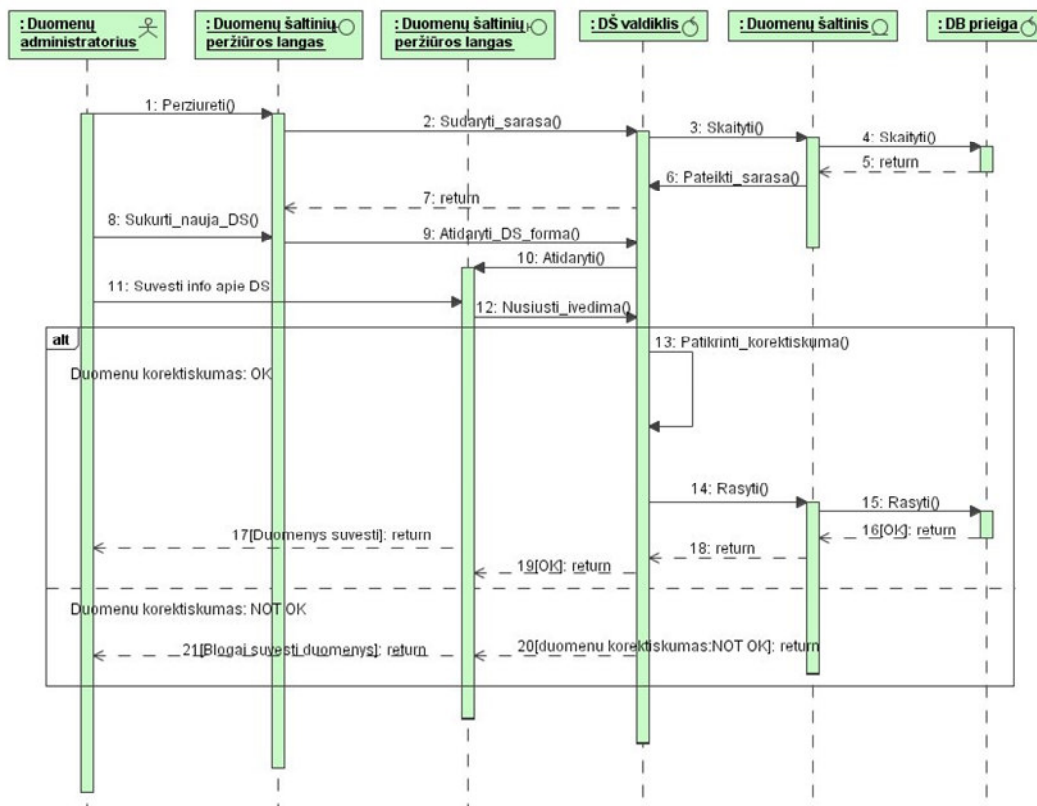 : Duomenų
administratorius
: Duomenų šaltinių
peržiūros langas
: Duomenų šaltinių
peržiūros langas
: DŠ valdiklis
: Duomenų šaltinis
: DB prieiga
1: Perziureti()
2: Sudaryti_sarasa()
3: Skaityti()
4: Skaityti()
5: return
6: Pateikti_sarasa()
7: return
8: Sukurti_nauja_DS()
9: Atidaryti_DS_forma()
10: Atidaryti()
11: Suvesti info apie DS
12: Nusiusti_ivedima()
alt
13: Patikrinti_korektiskuma()
Duomenu korektiskumas: OK
14: Rasyti()
15: Rasyti()
16[OK]: return
17[Duomenys suvesti]: return
18: return
19[OK]: return
Duomenu korektiskumas: NOT OK
20[duomenu korektiskumas:NOT OK]: return
21[Blogai suvesti duomenys]: return